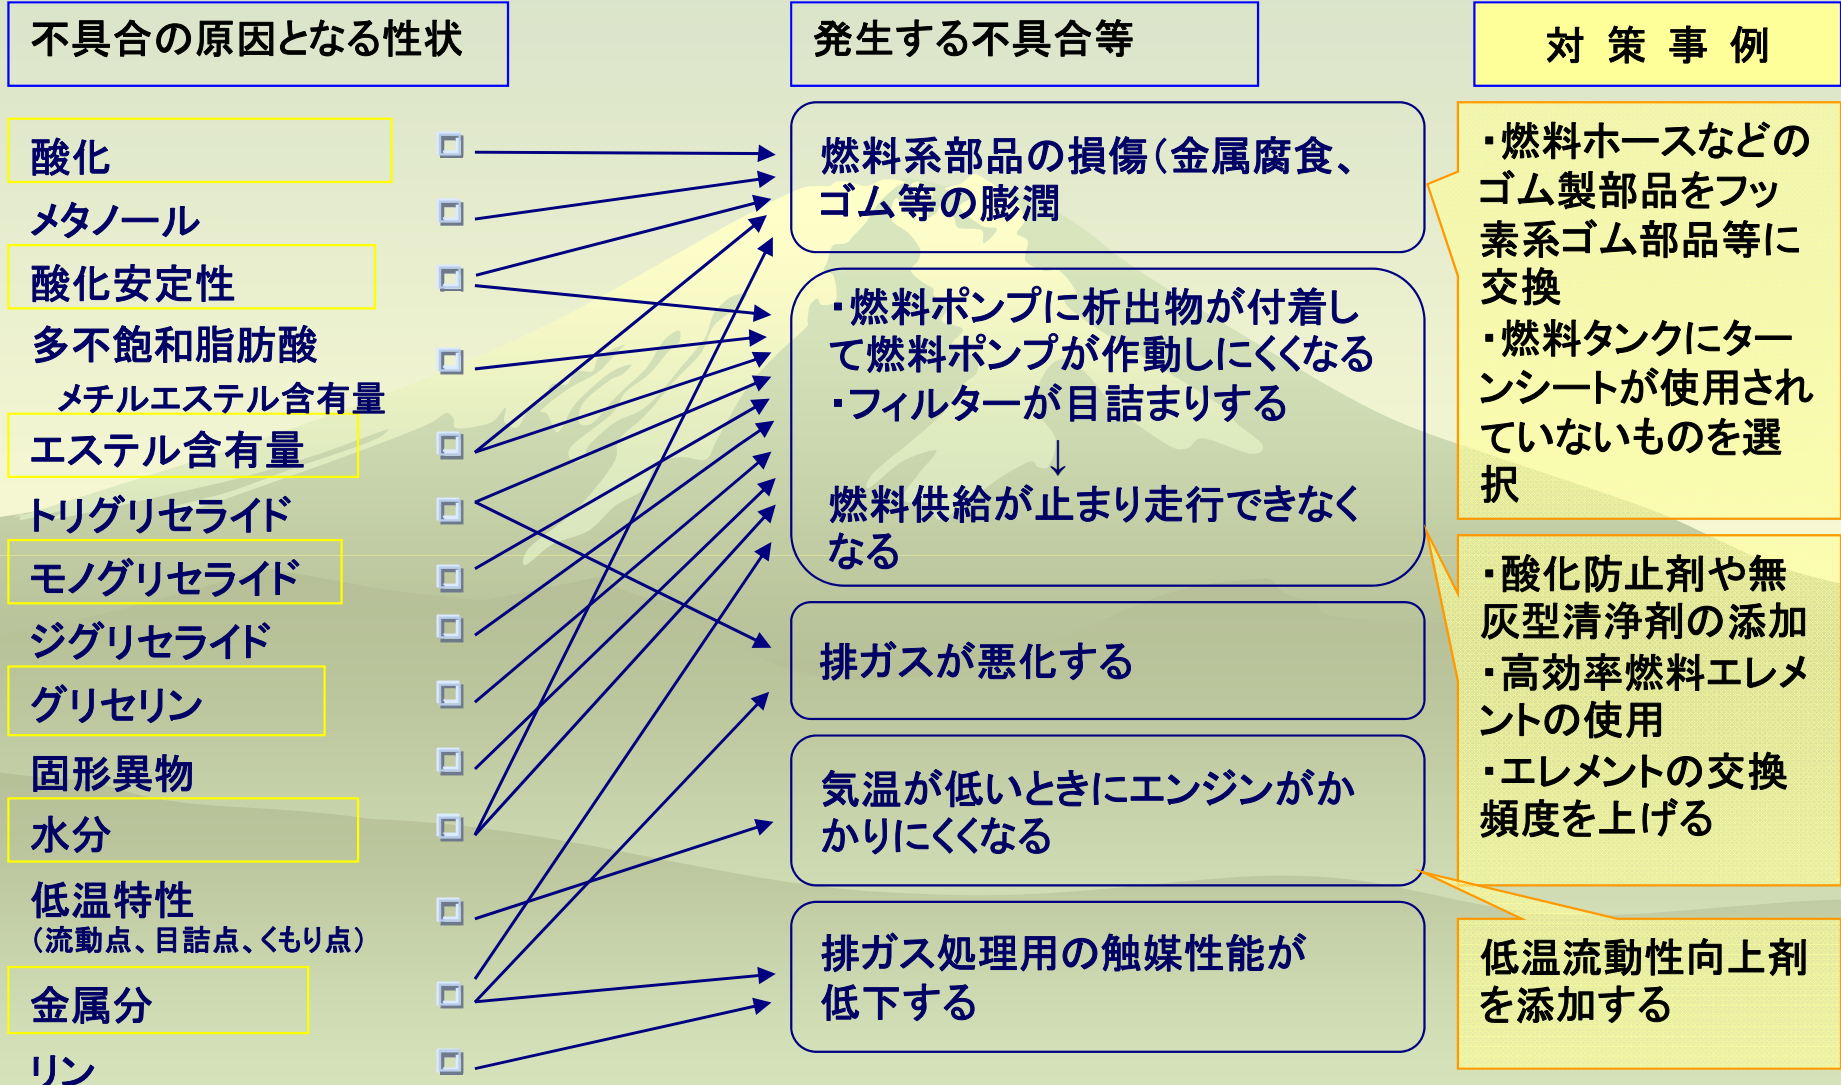 不具合の原因となる性状
酸化
メタノール
酸化安定性
多不飽和脂肪酸
メチルエステル含有量
エステル含有量
トリグリセライド
モノグリセライド
ジグリセライド
グリセリン
固形異物
水分
低温特性
（流動点、目詰点、くもり点）
金属分
リン
発生する不具合等
燃料系部品の損傷（金属腐食、
ゴム等の膨潤
・燃料ポンプに析出物が付着し
て燃料ポンプが作動しにくくなる
・フィルターが目詰まりする
↓
燃料供給が止まり走行できなく
なる
排ガスが悪化する
気温が低いときにエンジンがか
かりにくくなる
排ガス処理用の触媒性能が
低下する
対 策 事 例
・燃料ホースなどの
ゴム製部品をフッ
素系ゴム部品等に
交換
・燃料タンクにター
ンシートが使用され
ていないものを選
択
・酸化防止剤や無
灰型清浄剤の添加
・高効率燃料エレメ
ントの使用
・エレメントの交換
頻度を上げる
低温流動性向上剤
を添加する